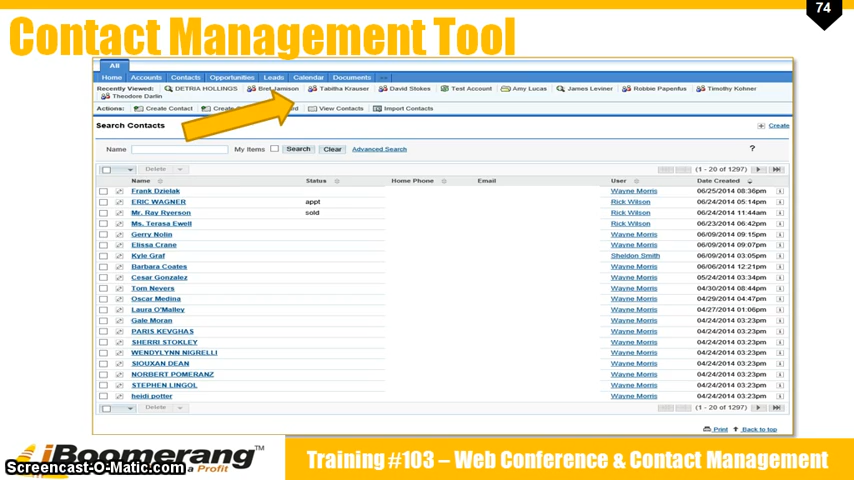 74
Contact Management Tool
All
Home Accounts Contacts Opportunities Leads Calendar Documents
Recently Viewed: DETRIA HOLLINGS Bret Jamison Tabitha Krauser David Stokes Test Account Amy Lucas James Leviner Robbie Papenfus Timothy Kohner
Theodore Darlin
Actions: Create Contact View Contacts Import Contacts
Search Contacts
Create
Name My Items Search Clear Advanced Search ?
Delete (1 - 20 of 1297)
Name Status Home Phone Email User Date Created
Frank Dzielak Wayne Morris 06/25/2014 08:36pm
ERIC WAGNER appt Rick Wilson 06/24/2014 05:14pm
Mr. Ray Ryerson sold Rick Wilson 06/24/2014 11:44am
Ms. Terasa Ewell Rick Wilson 06/23/2014 06:42pm
Gerry Nolin Wayne Morris 06/09/2014 09:15pm
Elissa Crane Wayne Morris 06/09/2014 09:07pm
Kyle Graf Sheldon Smith 06/09/2014 03:05pm
Barbara Coates Wayne Morris 06/06/2014 12:21pm
Cesar Gonzalez Wayne Morris 05/24/2014 03:34pm
Tom Nevers Wayne Morris 04/30/2014 08:44pm
Oscar Medina Wayne Morris 04/29/2014 04:47pm
Laura O'Malley Wayne Morris 04/27/2014 01:06pm
Gale Moran Wayne Morris 04/24/2014 03:23pm
PARIS KEVGHAS Wayne Morris 04/24/2014 03:23pm
SHERRI STOKLEY Wayne Morris 04/24/2014 03:23pm
WENDYLYNN NIGRELLI Wayne Morris 04/24/2014 03:23pm
SIOUXAN DEAN Wayne Morris 04/24/2014 03:23pm
NORBERT POMERANZ Wayne Morris 04/24/2014 03:23pm
STEPHEN LINGOL Wayne Morris 04/24/2014 03:23pm
heidi potter Wayne Morris 04/24/2014 03:23pm
Delete (1 - 20 of 1297)
Print Back to top
iBoomerang™
a Profit
Screencast-O-Matic.com
Training #103 – Web Conference & Contact Management